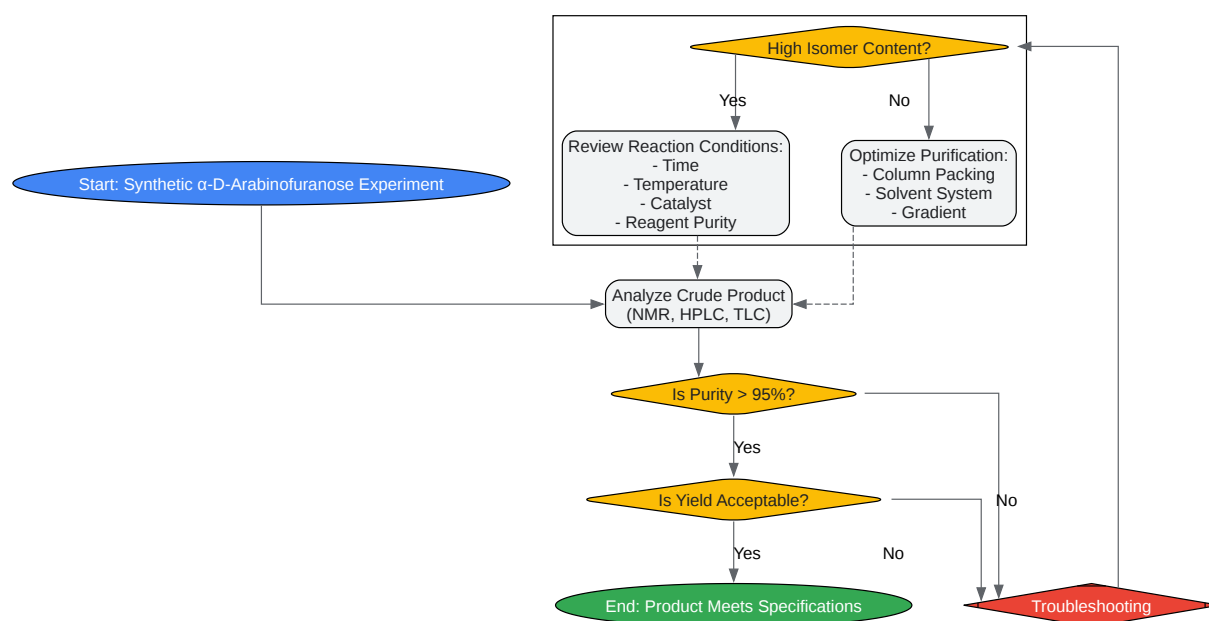 High Isomer Content?
Yes
No
Review Reaction Conditions:
- Time
- Temperature
- Catalyst
- Reagent Purity
Optimize Purification:
- Column Packing
- Solvent System
- Gradient
Start: Synthetic α-D-Arabinofuranose Experiment
Analyze Crude Product
(NMR, HPLC, TLC)
Is Purity > 95%?
Yes
No
Is Yield Acceptable?
Yes
No
End: Product Meets Specifications
Troubleshooting